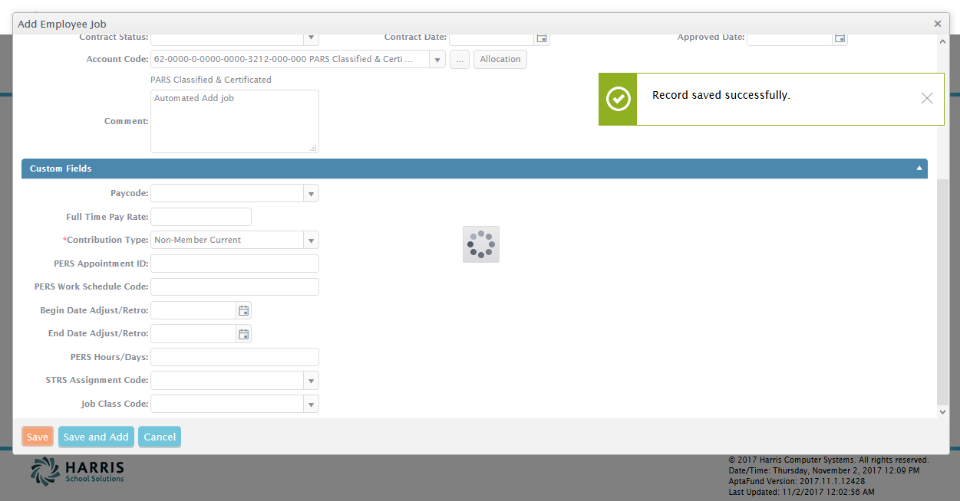 Add Employee Job
Contract Status: Contract Date: Approved Date:
Account Code: 62-0000-0-0000-0000-3212-000-000 PARS Classified & Certi ... ... Allocation
PARS Classified & Certificated
Record saved successfully.
Automated Add job
Comment:
Custom Fields
Paycode:
Full Time Pay Rate:
*Contribution Type: Non-Member Current
PERS Appointment ID:
PERS Work Schedule Code:
Begin Date Adjust/Retro:
End Date Adjust/Retro:
PERS Hours/Days:
STRS Assignment Code:
Job Class Code:
Save Save and Add Cancel
HARRIS
School Solutions
© 2017 Harris Computer Systems. All rights reserved.
Date/Time: Thursday, November 2, 2017 12:09 PM
AptaFund Version: 2017.11.1.12428
Last Updated: 11/2/2017 12:02:56 AM